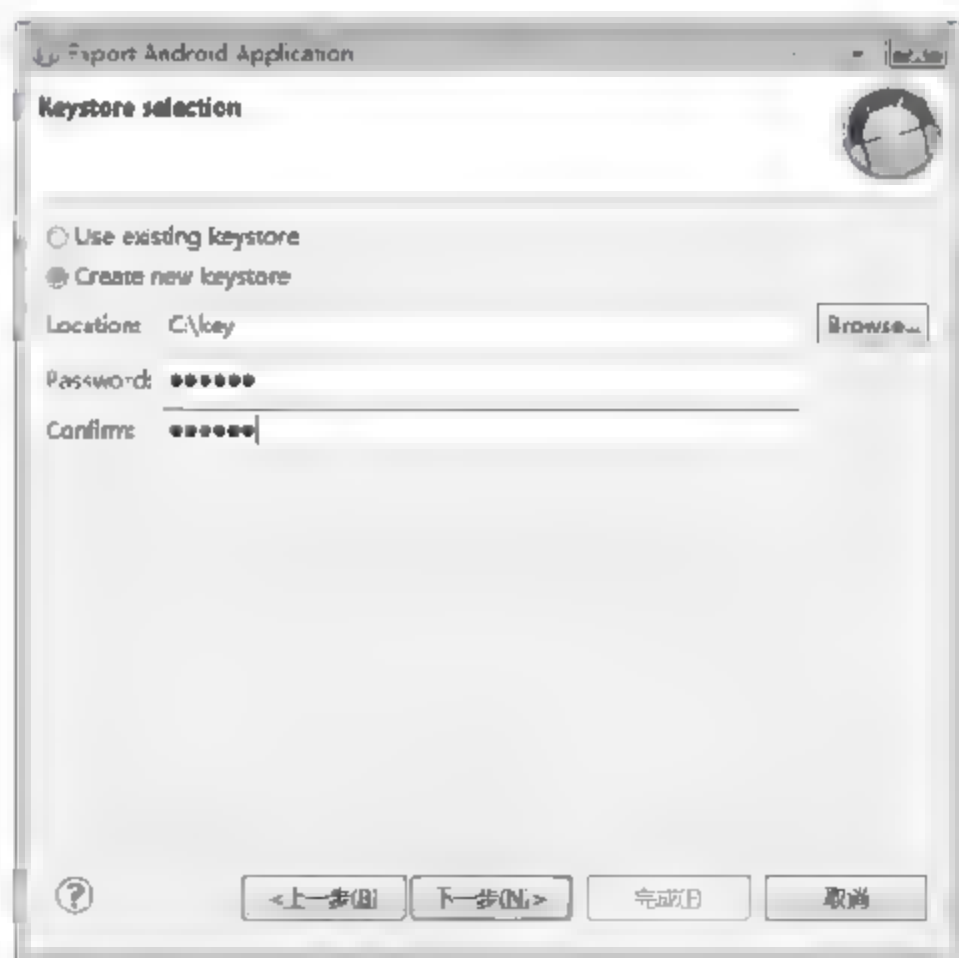 Export Android Application
Keystore selection
Use existing keystore
Create new keystore
Location: C:\key
Browse...
Password: ●●●●●●
Confirm: ●●●●●●
<上一步(B)
下一步(N)>
完成(F)
取消